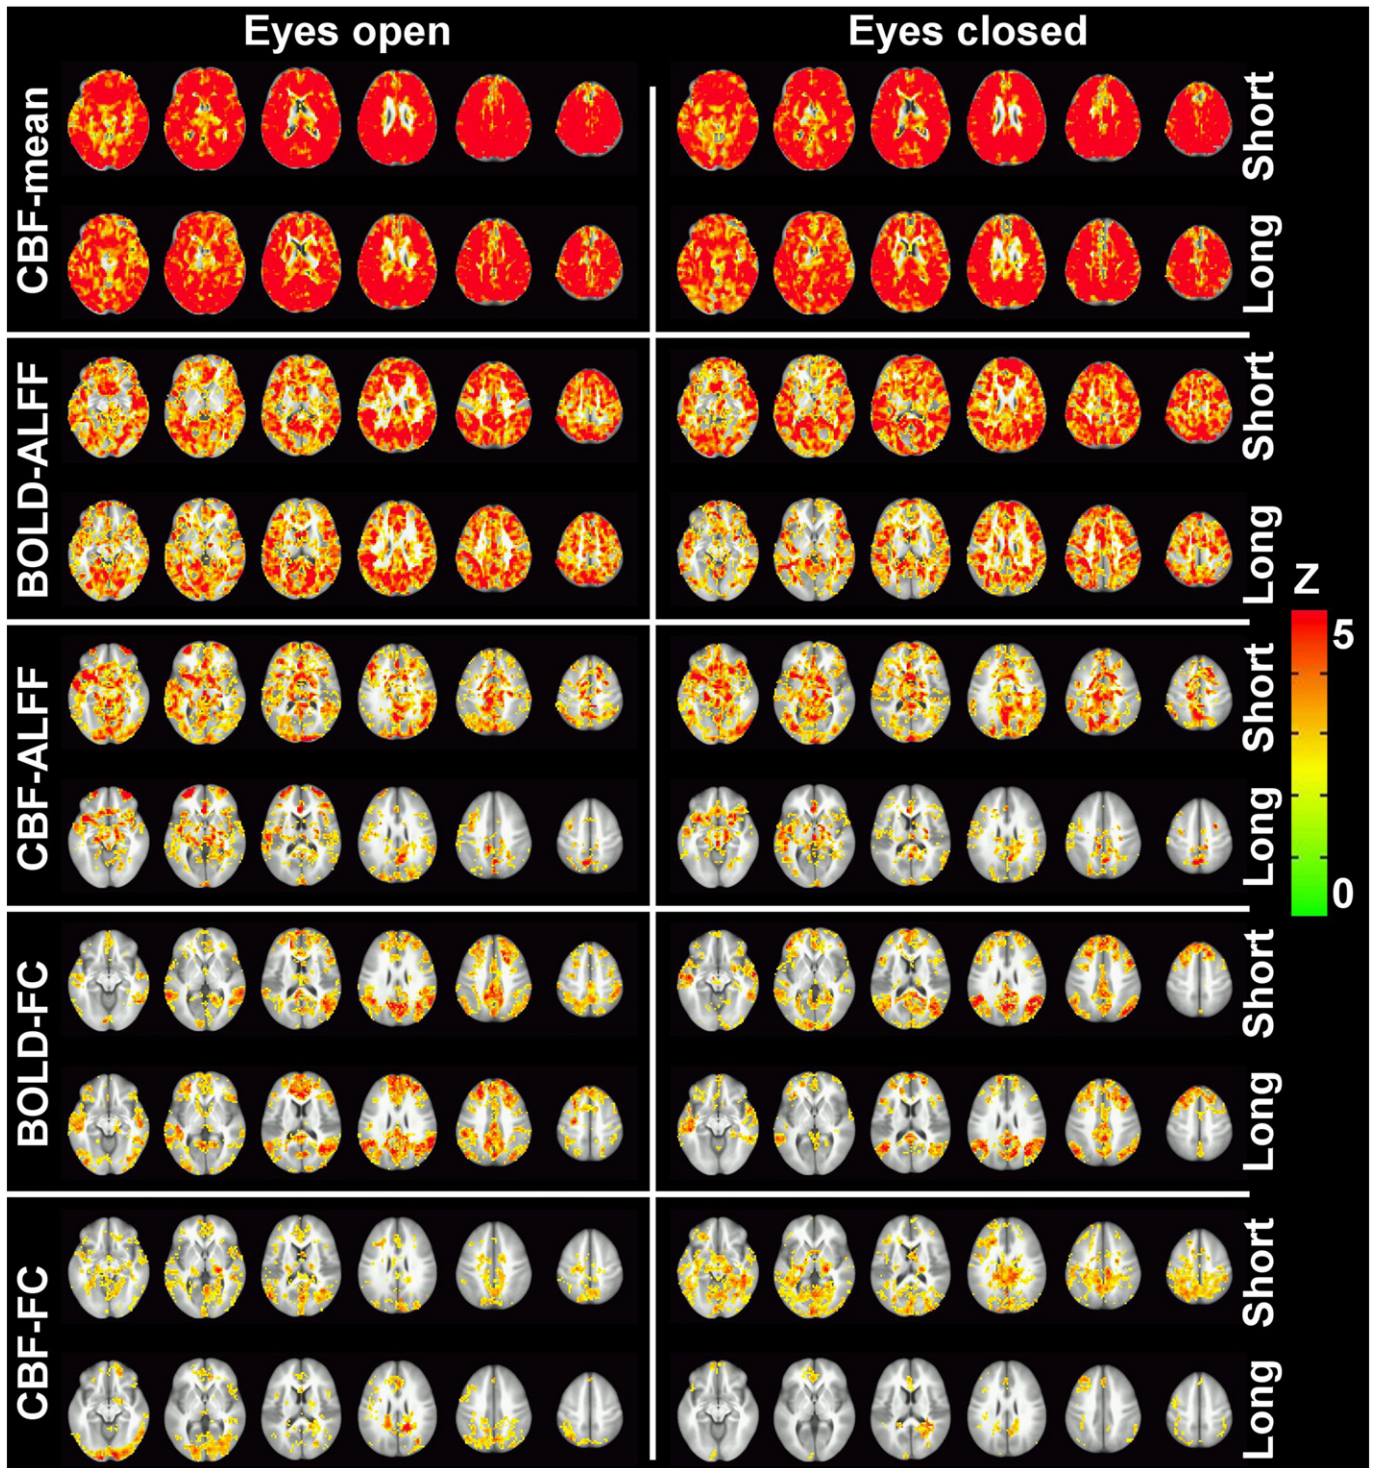 Eyes open
Eyes closed
CBF-mean
Short
Long
BOLD-ALFF
Short
Long
Z
5
0
CBF-ALFF
Short
Long
BOLD-FC
Short
Long
CBF-FC
Short
Long